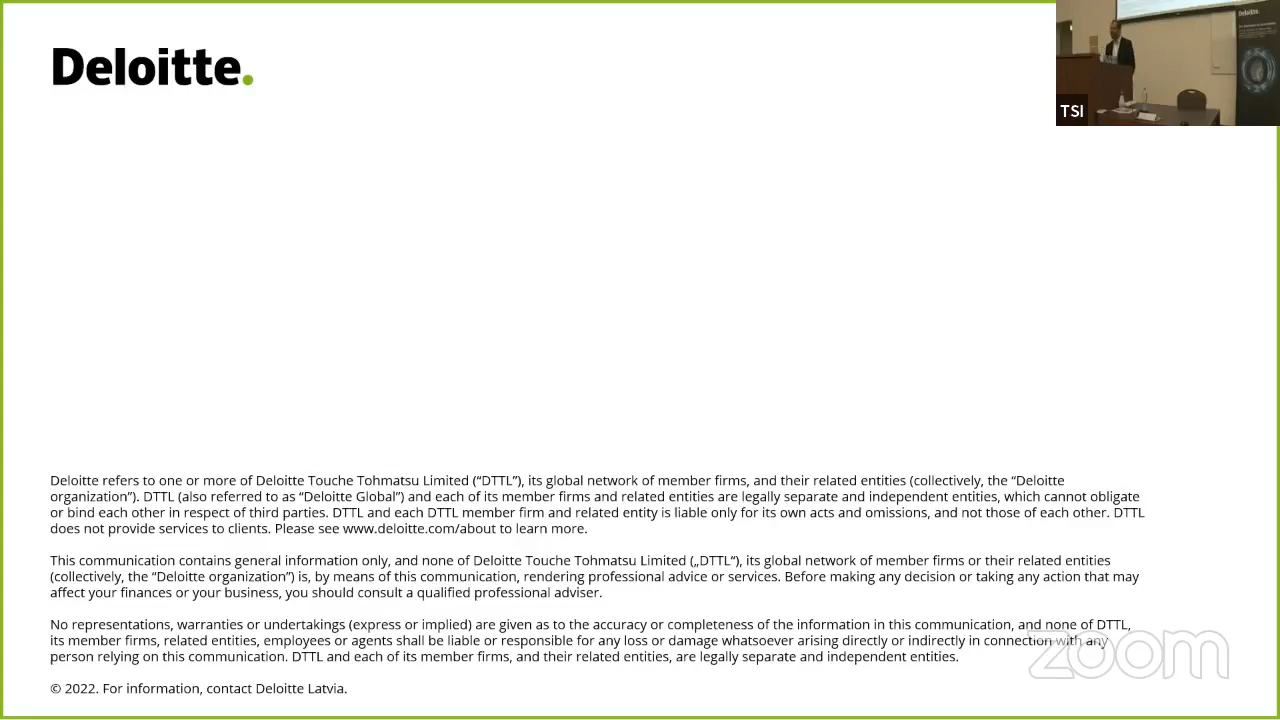 Deloitte.
TSI
Deloitte.
Deloitte refers to one or more of Deloitte Touche Tohmatsu Limited (“DTTL”), its global network of member firms, and their related entities (collectively, the “Deloitte
organization”). DTTL (also referred to as “Deloitte Global”) and each of its member firms and related entities are legally separate and independent entities, which cannot obligate
or bind each other in respect of third parties. DTTL and each DTTL member firm and related entity is liable only for its own acts and omissions, and not those of each other. DTTL
does not provide services to clients. Please see www.deloitte.com/about to learn more.
This communication contains general information only, and none of Deloitte Touche Tohmatsu Limited („DTTL“), its global network of member firms or their related entities
(collectively, the “Deloitte organization”) is, by means of this communication, rendering professional advice or services. Before making any decision or taking any action that may
affect your finances or your business, you should consult a qualified professional adviser.
No representations, warranties or undertakings (express or implied) are given as to the accuracy or completeness of the information in this communication, and none of DTTL,
its member firms, related entities, employees or agents shall be liable or responsible for any loss or damage whatsoever arising directly or indirectly in connection with any
person relying on this communication. DTTL and each of its member firms, and their related entities, are legally separate and independent entities.
zoom
© 2022. For information, contact Deloitte Latvia.